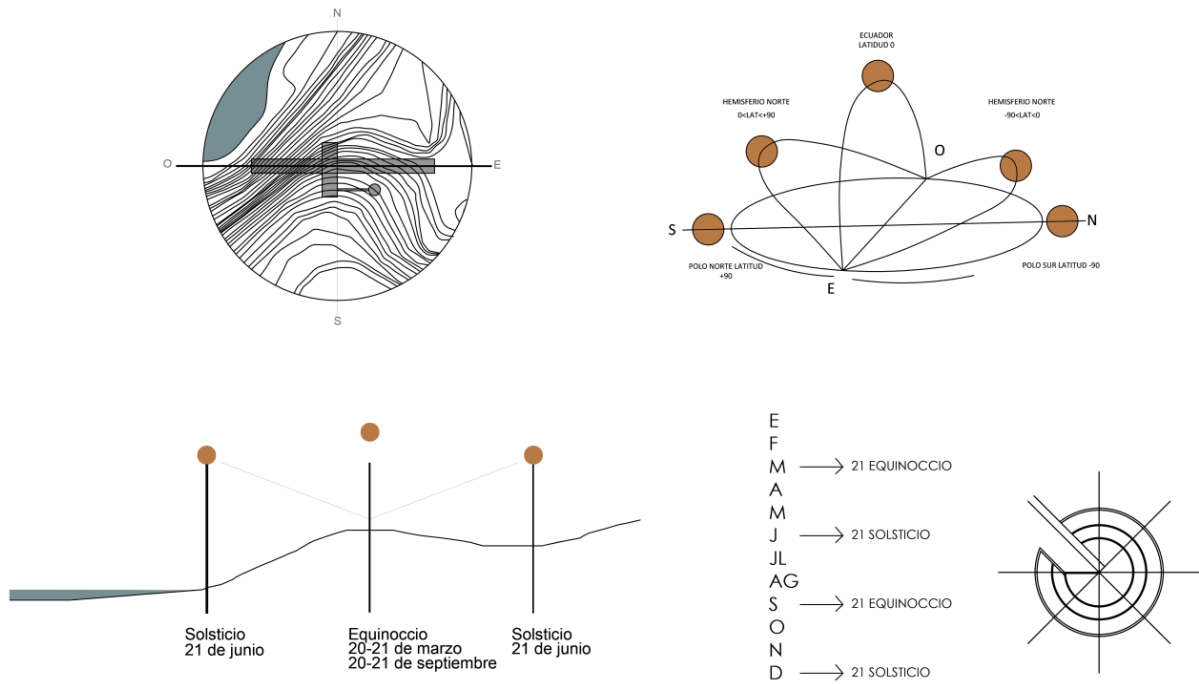 N
O
E
S
ECUADOR
LATIDUD 0
HEMISFERIO NORTE
0<LAT<+90
HEMISFERIO NORTE
-90<LAT<0
O
S
N
POLO NORTE LATITUD
+90
POLO SUR LATITUD -90
E
Solsticio
21 de junio
Equinoccio
20-21 de marzo
20-21 de septiembre
Solsticio
21 de junio
E
F
M 21 EQUINOCCIO
A
M
J 21 SOLSTICIO
JL
AG
S 21 EQUINOCCIO
O
N
D 21 SOLSTICIO